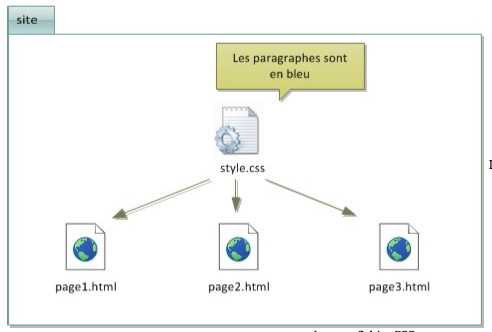 site
Les paragraphes sont
en bleu
style.css
page1.html
page2.html
page3.html